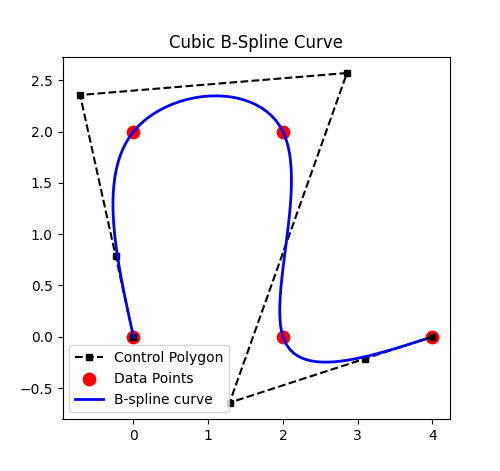 Cubic B-Spline Curve
2.5
2.0
1.5
1.0
0.5
0.0
−0.5
Control Polygon
Data Points
B-spline curve
0 1 2 3 4